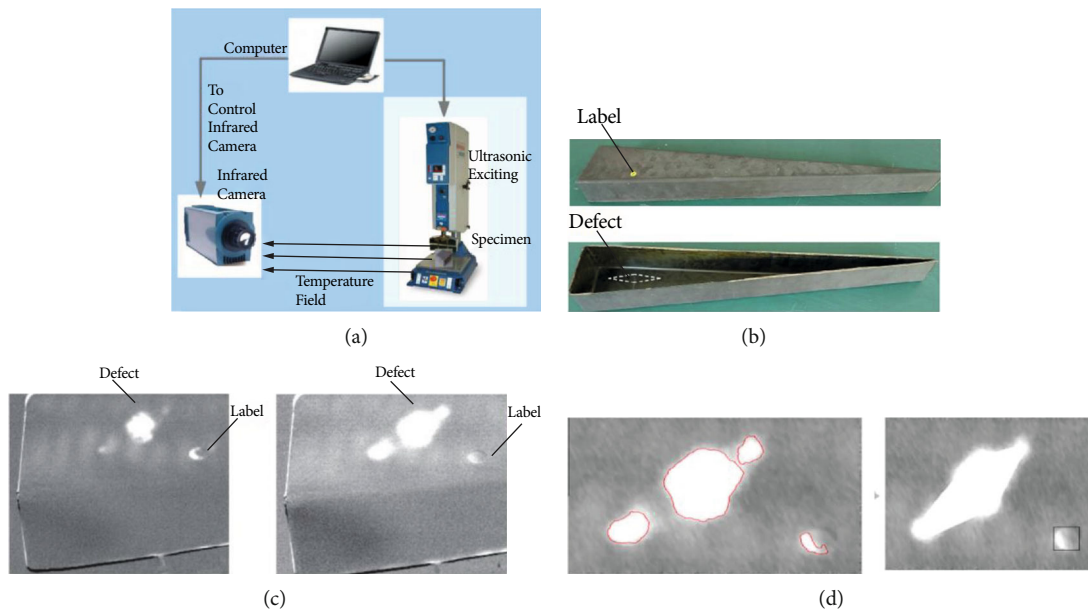 Computer
To
Control
Infrared
Camera
Infrared
Camera
Ultrasonic
Exciting
Specimen
Temperature
Field
(a)
Label
Defect
(b)
Defect
Label
Defect
Label
(c)
(d)